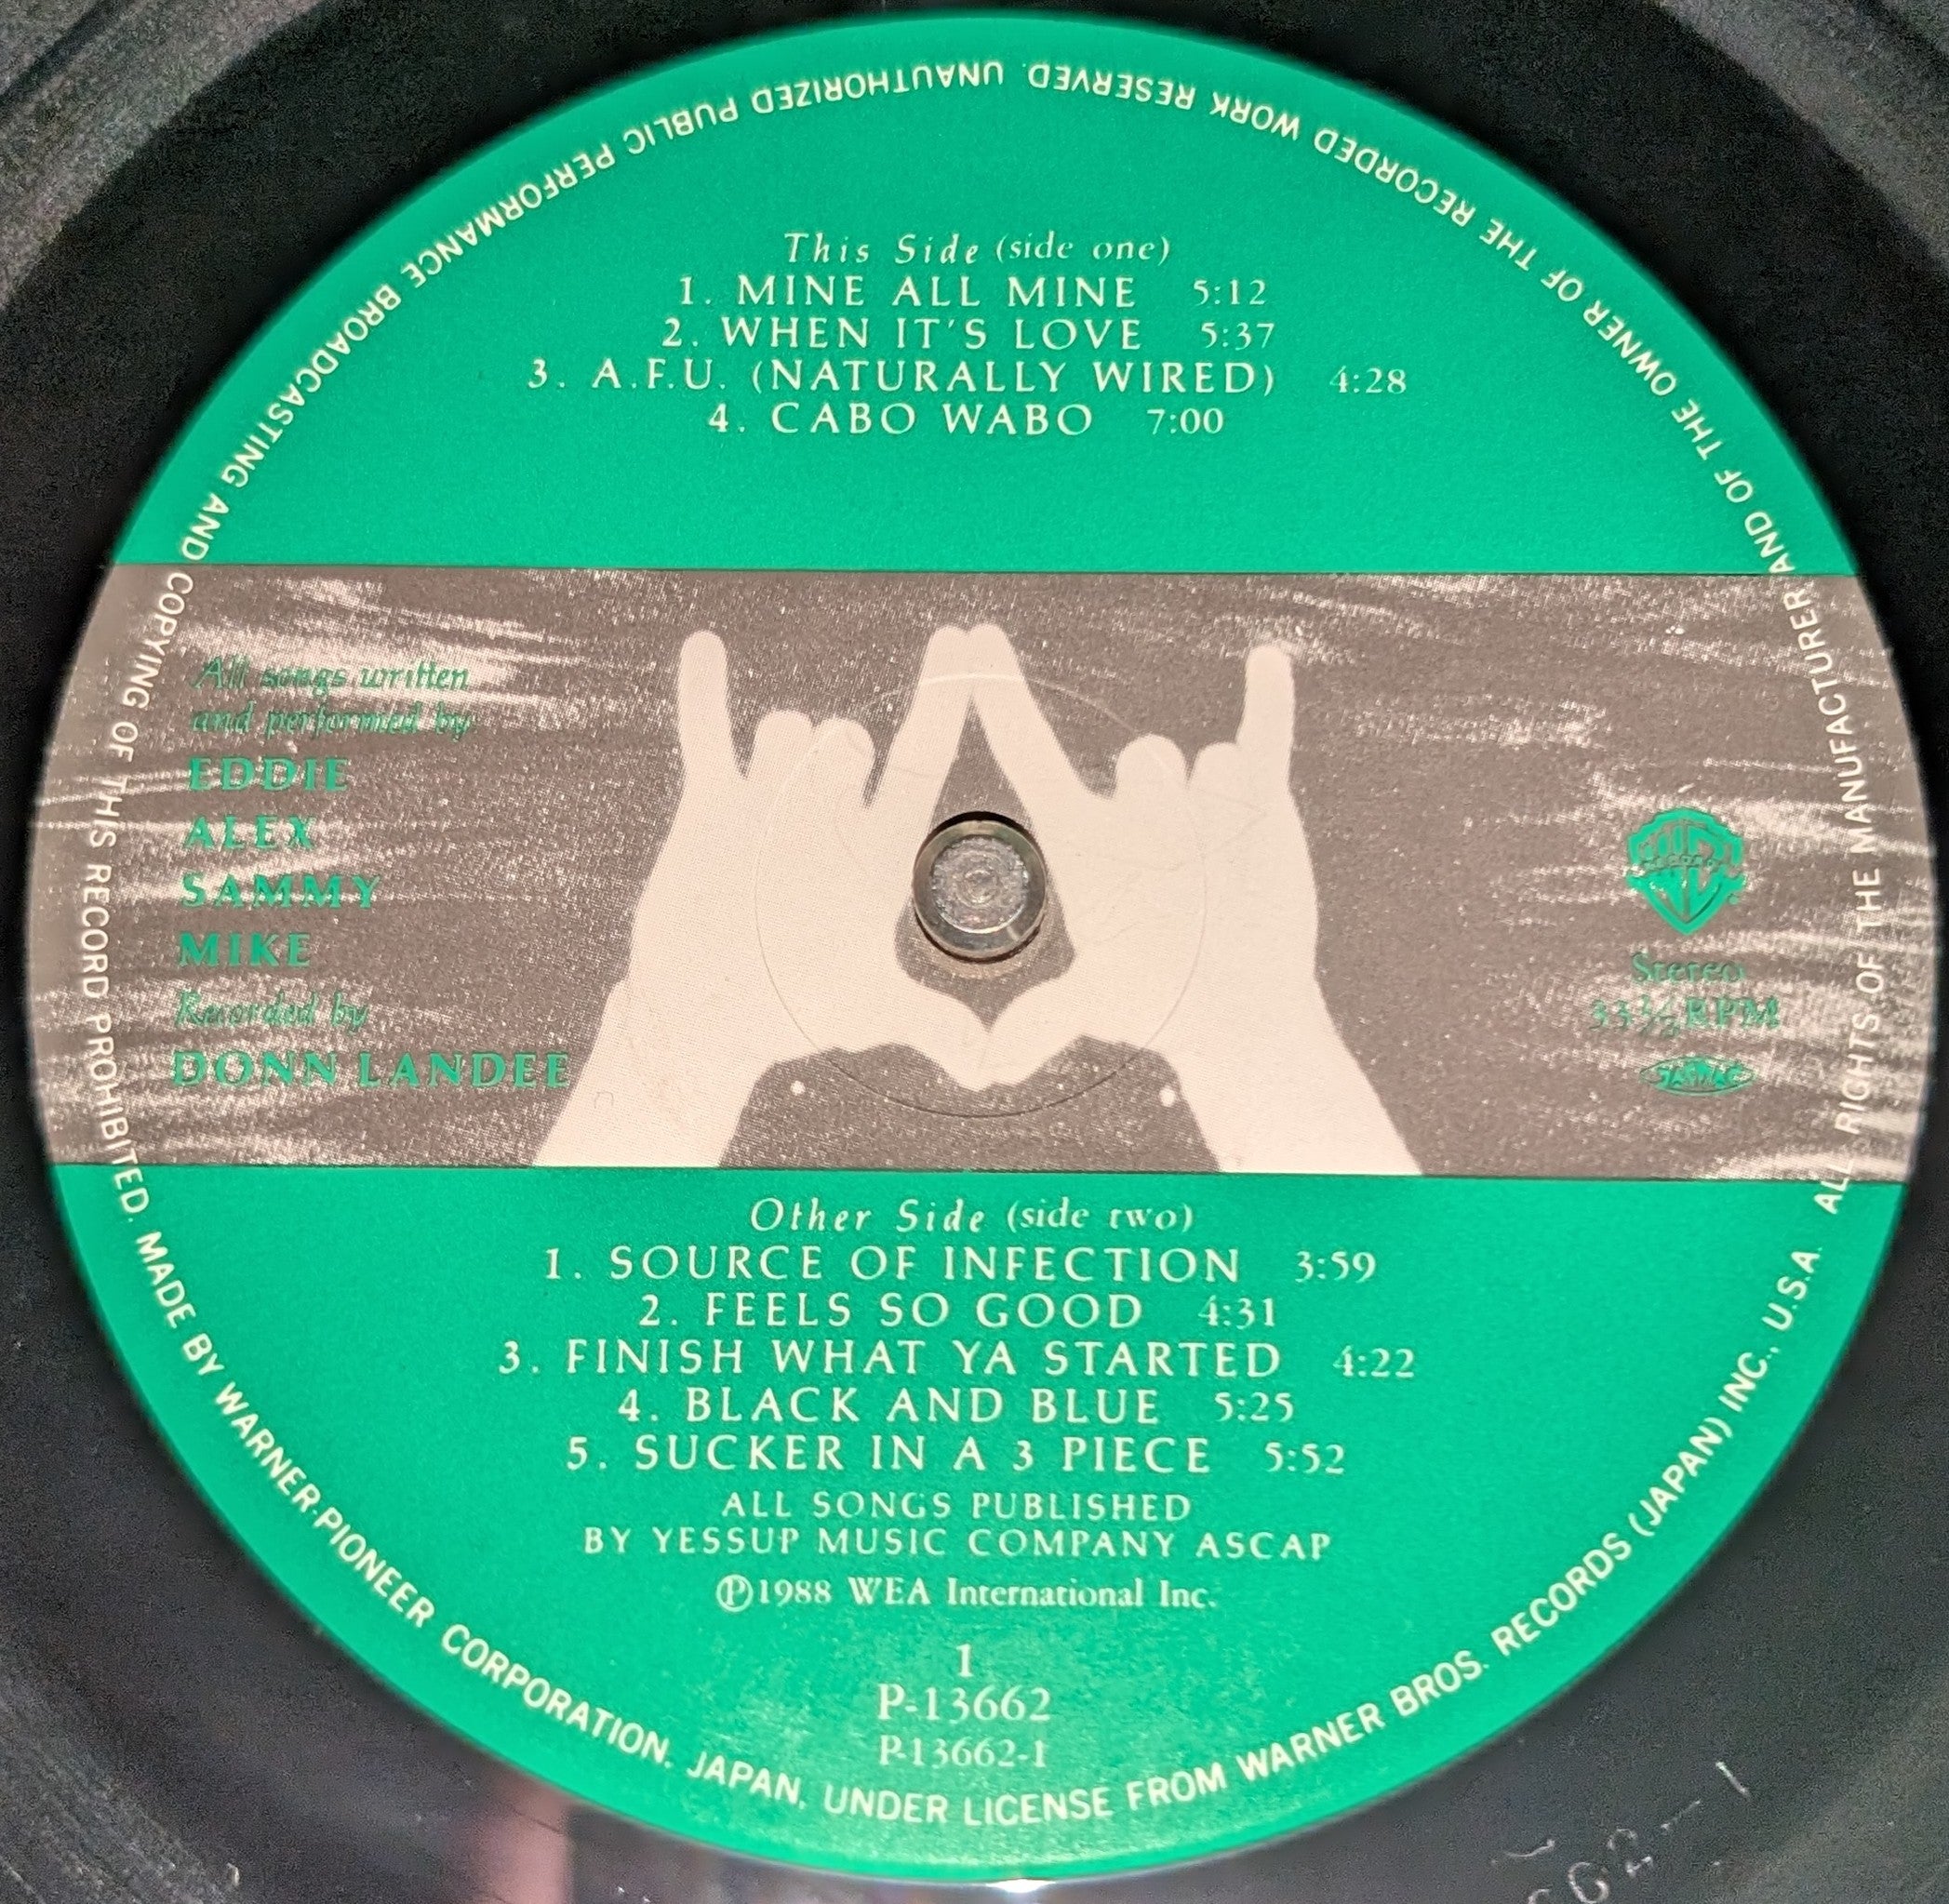 This Side (side one)
1. MINE ALL MINE 5:12
2. WHEN IT'S LOVE 5:37
3. A.F.U. (NATURALLY WIRED) 4:28
4. CABO WABO 7:00
All songs written
and performed by
EDDIE
ALEX
SAMMY
MIKE
Recorded by
DONN LANDEE
Stereo
33 1/3 RPM
JASRAC
Other Side (side two)
1. SOURCE OF INFECTION 3:59
2. FEELS SO GOOD 4:31
3. FINISH WHAT YA STARTED 4:22
4. BLACK AND BLUE 5:25
5. SUCKER IN A 3 PIECE 5:52
ALL SONGS PUBLISHED
BY YESSUP MUSIC COMPANY ASCAP
Ⓟ1988 WEA International Inc.
1
P-13662
P-13662-1
MADE BY WARNER-PIONEER CORPORATION, JAPAN, UNDER LICENSE FROM WARNER BROS. RECORDS (JAPAN) INC., U.S.A. ALL RIGHTS OF THE MANUFACTURER AND OF THE OWNER OF THE RECORDED WORK RESERVED. UNAUTHORIZED PUBLIC PERFORMANCE BROADCASTING AND COPYING OF THIS RECORD PROHIBITED.